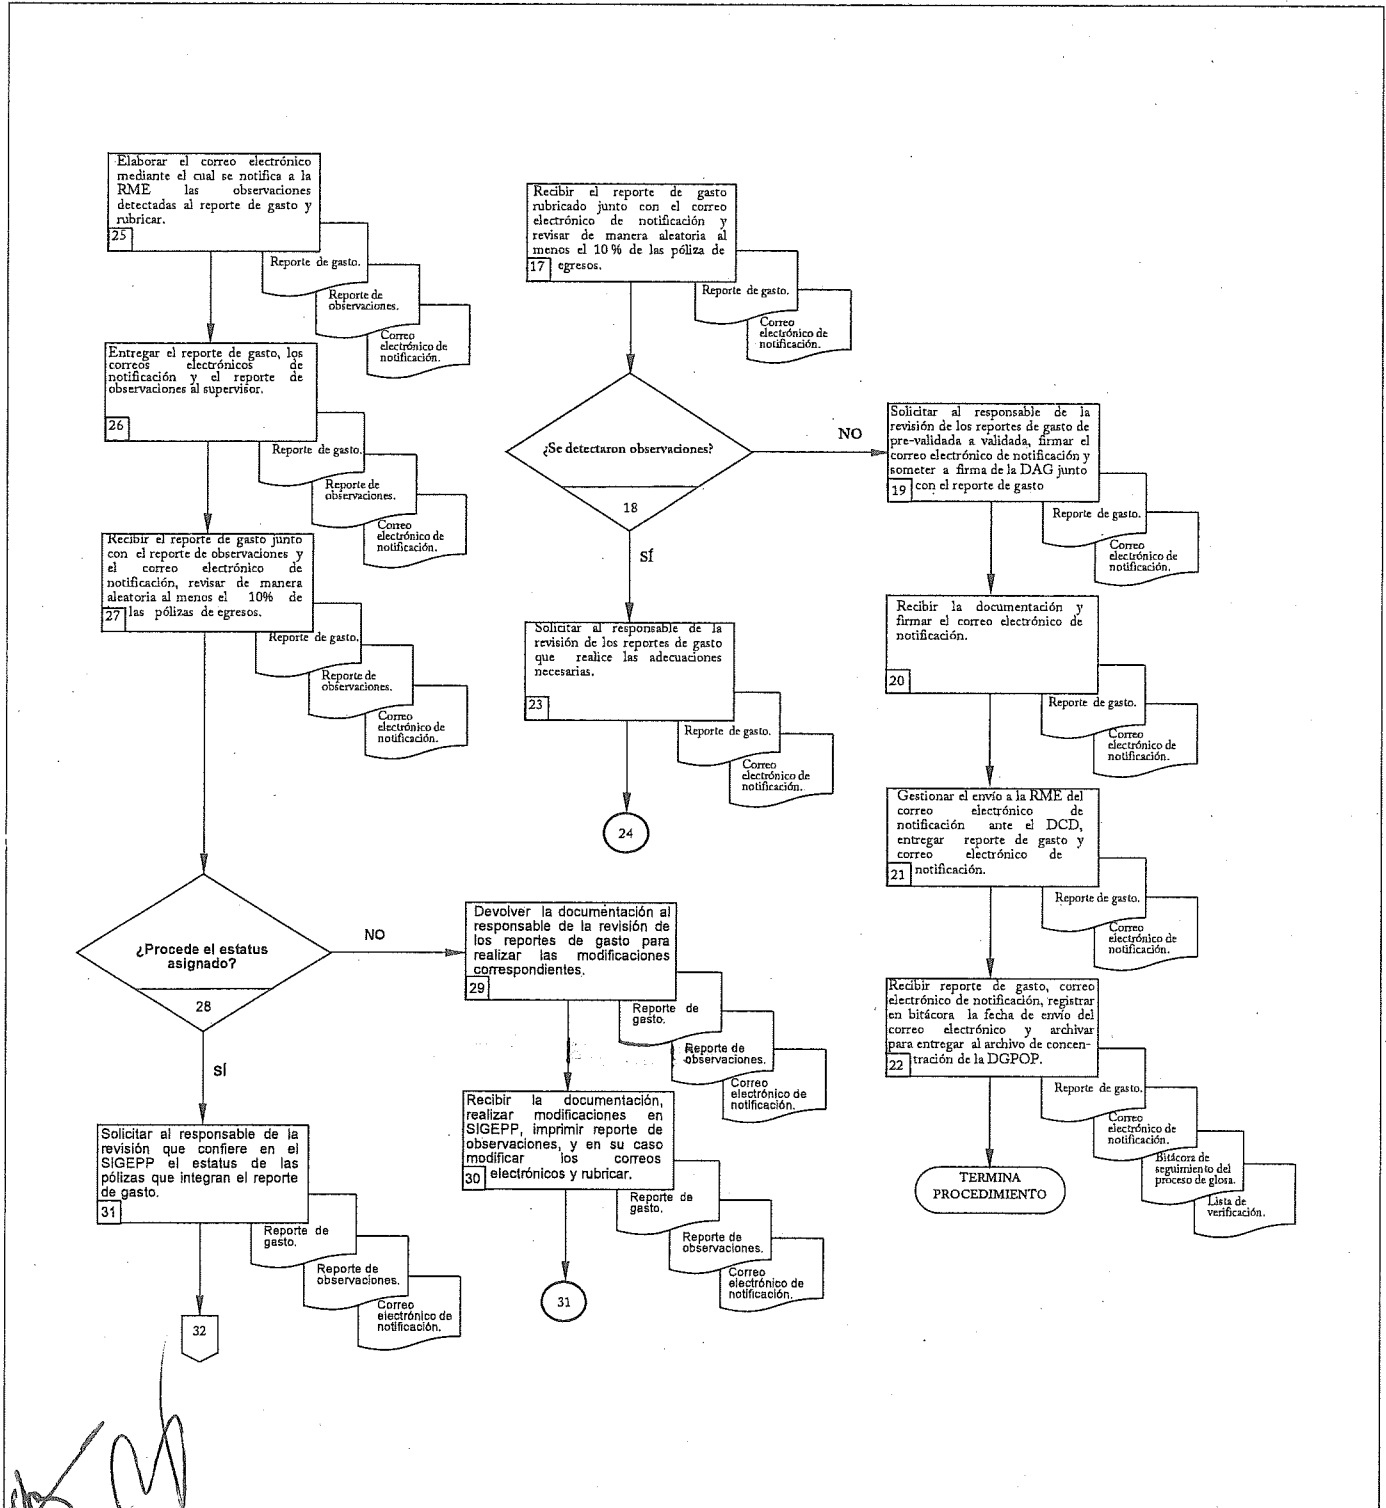 Elaborar el correo electrónico
mediante el cual se notifica a la
RME las observaciones
detectadas al reporte de gasto y
rubricar.
25
Reporte de gasto.
Reporte de
observaciones.
Correo
electrónico de
notificación.
Entregar el reporte de gasto, los
correos electrónicos de
notificación y el reporte de
observaciones al supervisor.
26
Reporte de gasto.
Reporte de
observaciones.
Correo
electrónico de
notificación.
Recibir el reporte de gasto junto
con el reporte de observaciones y
el correo electrónico de
notificación, revisar de manera
aleatoria al menos el 10% de
las pólizas de egresos.
27
Reporte de gasto.
Reporte de
observaciones.
Correo
electrónico de
notificación.
¿Procede el estatus
asignado?
28
NO
SÍ
Solicitar al responsable de la
revisión que confiere en el
SIGEPP el estatus de las
pólizas que integran el reporte
de gasto.
31
Reporte de
gasto.
Reporte de
observaciones.
Correo
electrónico de
notificación.
32
Recibir el reporte de gasto
rubricado junto con el correo
electrónico de notificación y
revisar de manera aleatoria al
menos el 10% de las póliza de
egresos.
17
Reporte de gasto.
Correo
electrónico de
notificación.
¿Se detectaron observaciones?
18
NO
SÍ
Solicitar al responsable de la
revisión de los reportes de gasto
que realice las adecuaciones
necesarias.
23
Reporte de gasto.
Correo
electrónico de
notificación.
24
Devolver la documentación al
responsable de la revisión de
los reportes de gasto para
realizar las modificaciones
correspondientes.
29
Reporte de
gasto.
Reporte de
observaciones.
Correo
electrónico de
notificación.
Recibir la documentación,
realizar modificaciones en
SIGEPP, imprimir reporte de
observaciones, y en su caso
modificar los correos
electrónicos y rubricar.
30
Reporte de
gasto.
Reporte de
observaciones.
Correo
electrónico de
notificación.
31
Solicitar al responsable de la
revisión de los reportes de gasto de
pre-validada a validada, firmar el
correo electrónico de notificación y
someter a firma de la DAG junto
con el reporte de gasto
19
Reporte de gasto.
Correo
electrónico de
notificación.
Recibir la documentación y
firmar el correo electrónico de
notificación.
20
Reporte de gasto.
Correo
electrónico de
notificación.
Gestionar el envío a la RME del
correo electrónico de
notificación ante el DCD,
entregar reporte de gasto y
correo electrónico de
notificación.
21
Reporte de gasto.
Correo
electrónico de
notificación.
Recibir reporte de gasto, correo
electrónico de notificación, registrar
en bitácora la fecha de envío del
correo electrónico y archivar
para entregar al archivo de concen-
tración de la DGPOP.
22
Reporte de gasto.
Correo
electrónico de
notificación.
Bitácora de
seguimiento del
proceso de glosa.
Lista de
verificación.
TERMINA
PROCEDIMIENTO